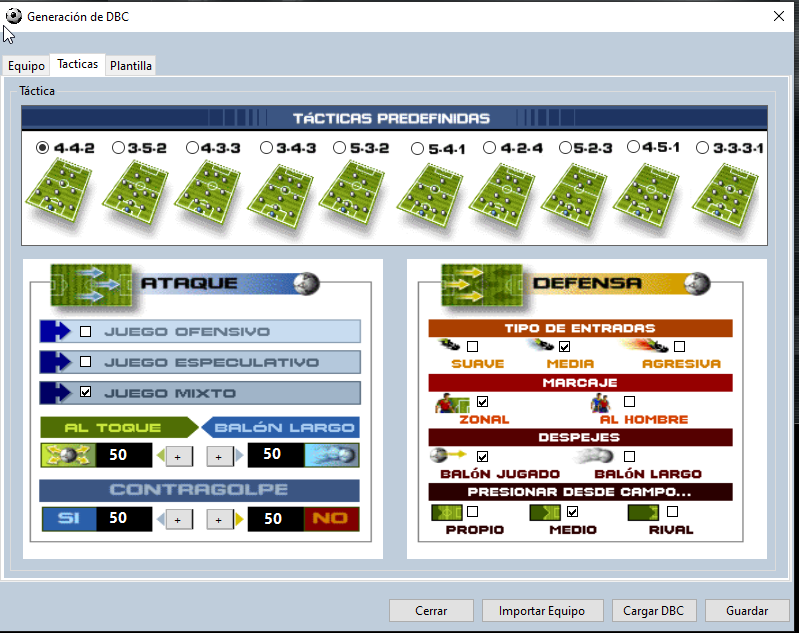 Generación de DBC
Equipo Tacticas Plantilla
Táctica
TÁCTICAS PREDEFINIDAS
4-4-2 3-5-2 4-3-3 3-4-3 5-3-2 5-4-1 4-2-4 5-2-3 4-5-1 3-3-3-1
ATAQUE
JUEGO OFENSIVO
JUEGO ESPECULATIVO
JUEGO MIXTO
AL TOQUE BALÓN LARGO
50 + + 50
CONTRAGOLPE
SI 50 + + 50 NO
DEFENSA
TIPO DE ENTRADAS
SUAVE MEDIA AGRESIVA
MARCAJE
ZONAL AL HOMBRE
DESPEJES
BALÓN JUGADO BALÓN LARGO
PRESIONAR DESDE CAMPO...
PROPIO MEDIO RIVAL
Cerrar Importar Equipo Cargar DBC Guardar